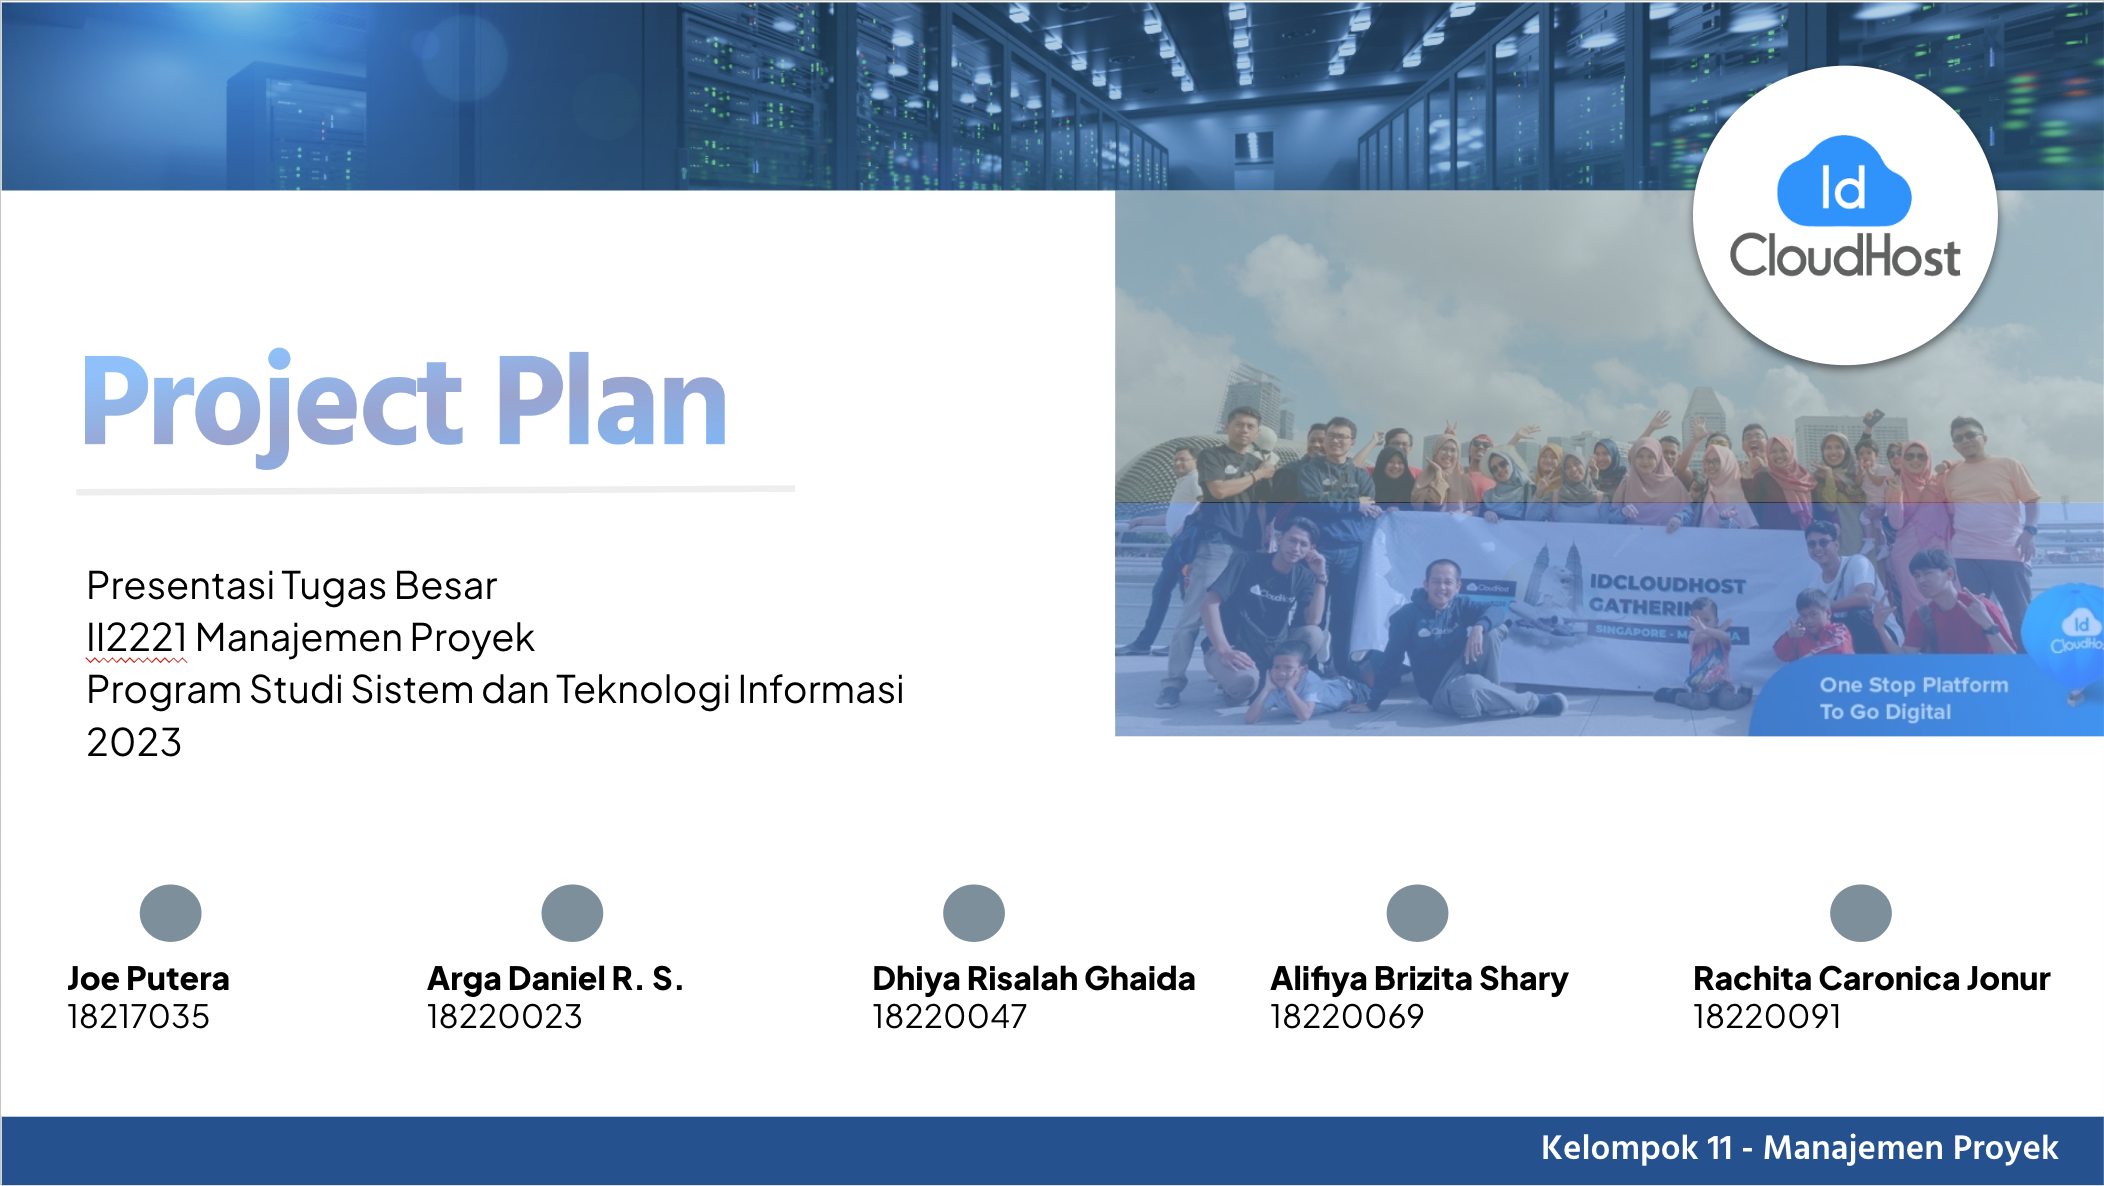 Id
CloudHost
Project Plan
IDCLOUDHOST
GATHERIN
SINGAPORE - M
Presentasi Tugas Besar
II2221 Manajemen Proyek
Program Studi Sistem dan Teknologi Informasi
2023
Id
One Stop Platform
To Go Digital
Joe Putera
18217035
Arga Daniel R. S.
18220023
Dhiya Risalah Ghaida
18220047
Alifiya Brizita Shary
18220069
Rachita Caronica Jonur
18220091
Kelompok 11 - Manajemen Proyek